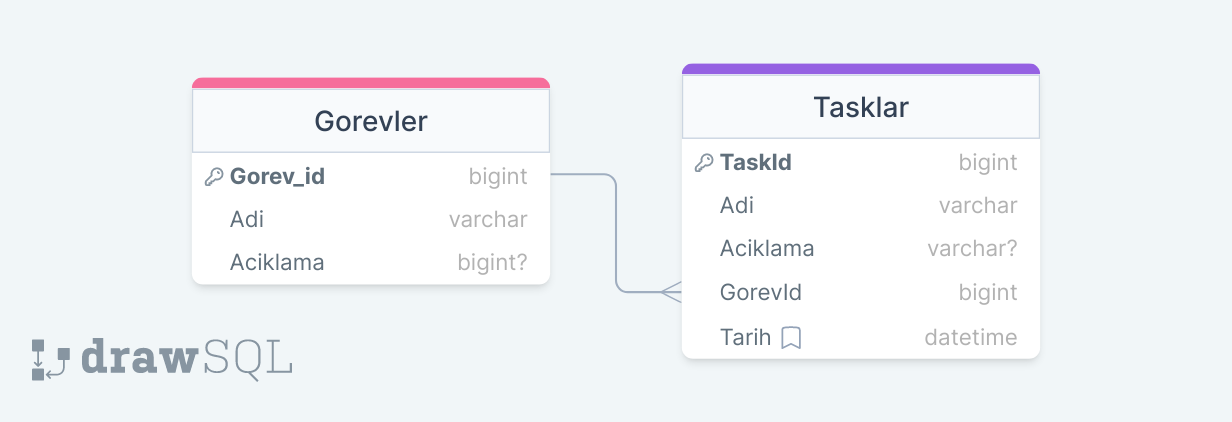 Gorevler
Gorev_id bigint
Adi varchar
Aciklama bigint?
Tasklar
TaskId bigint
Adi varchar
Aciklama varchar?
GorevId bigint
Tarih datetime
drawSQL